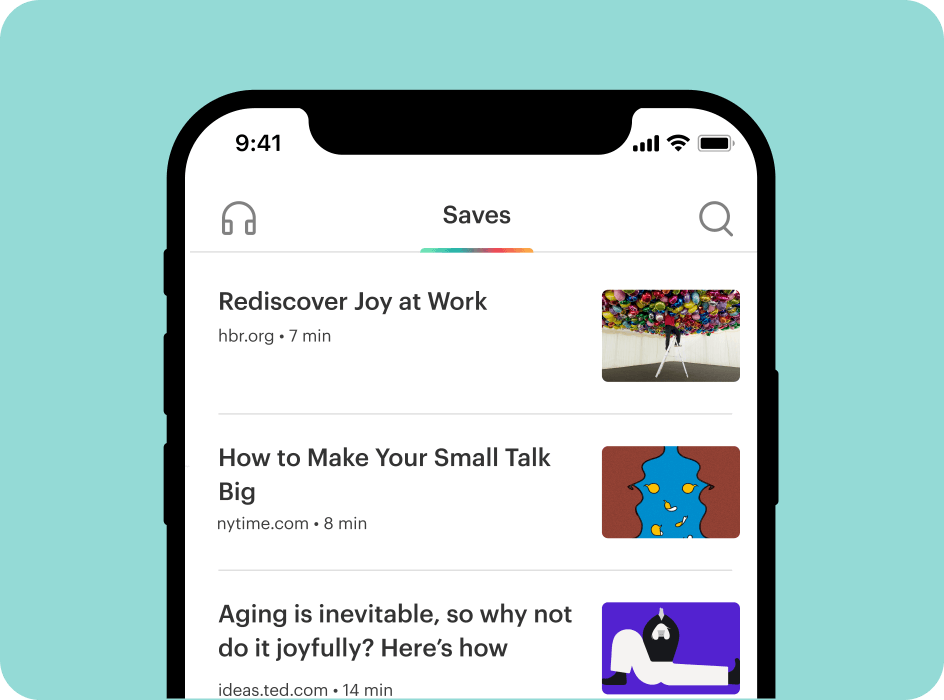 9:41
Saves
Rediscover Joy at Work
hbr.org • 7 min
How to Make Your Small Talk
Big
nytime.com • 8 min
Aging is inevitable, so why not
do it joyfully? Here’s how
ideas.ted.com • 14 min